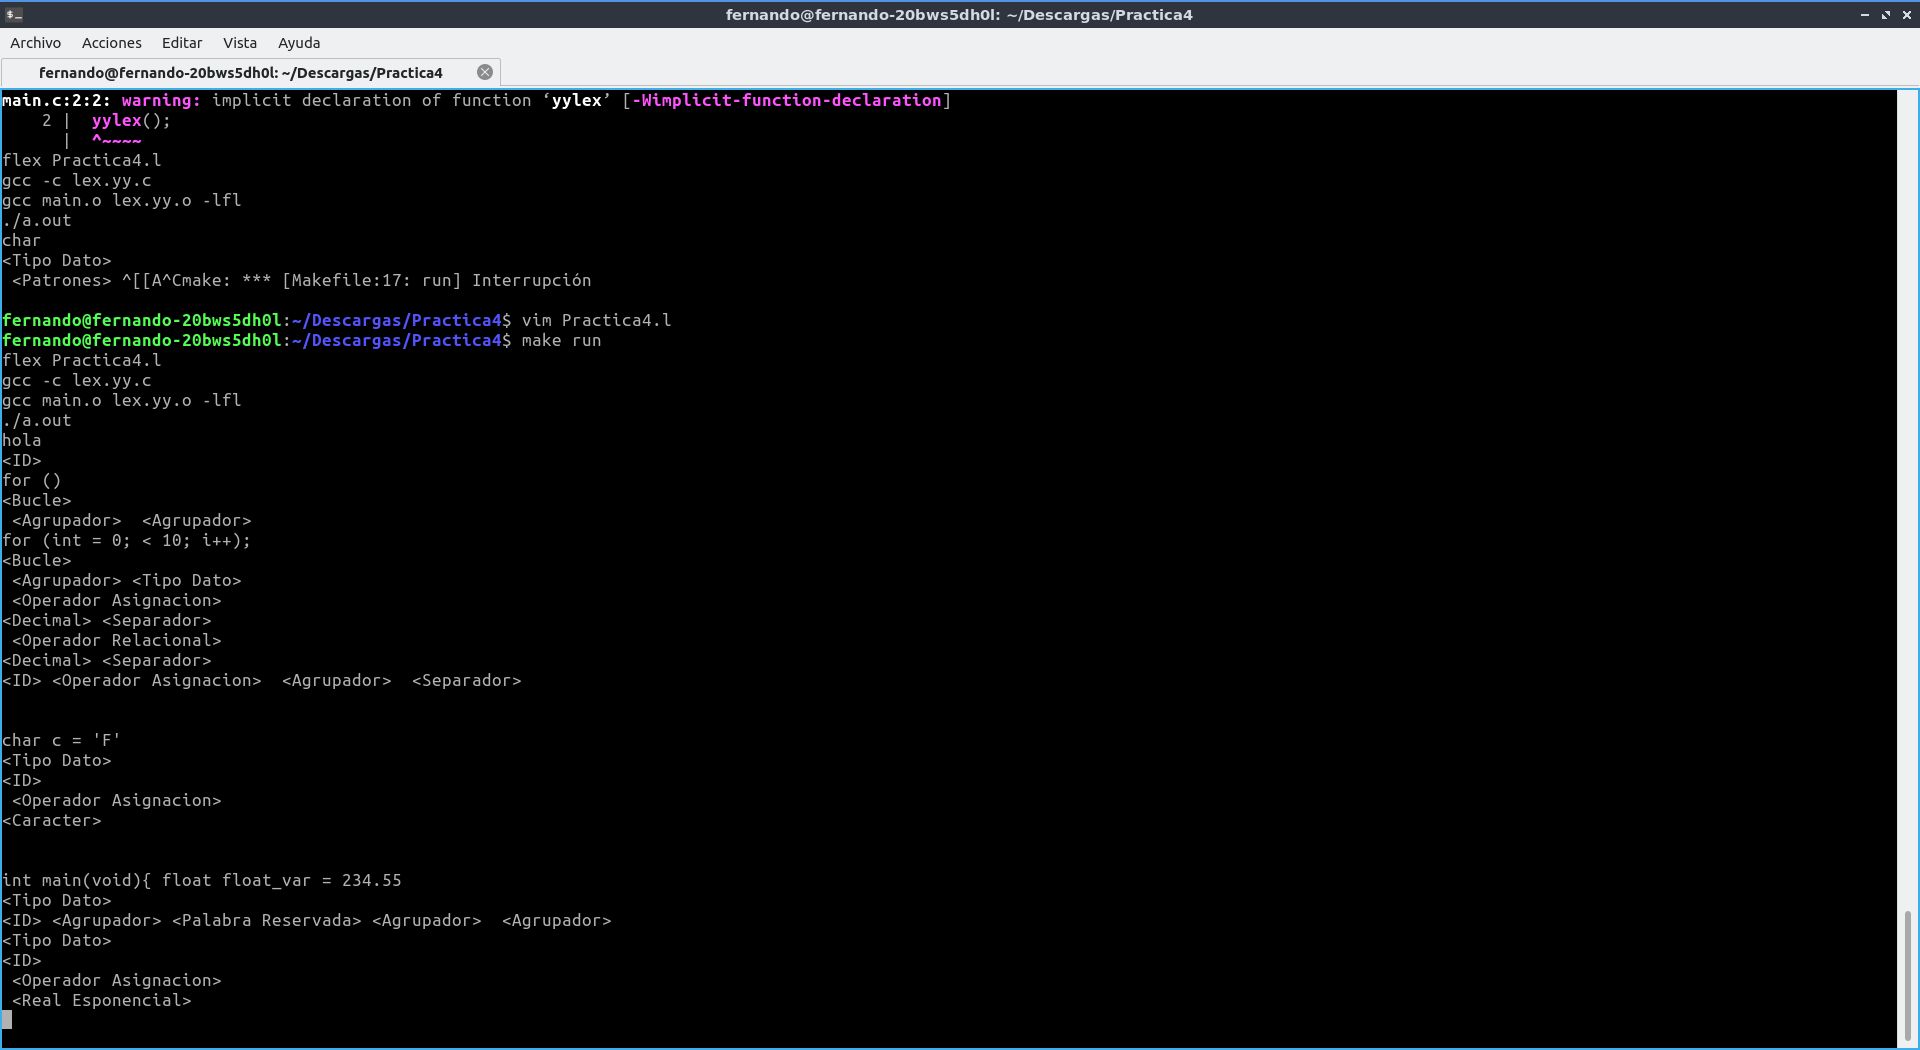 fernando@fernando-20bws5dh0l: ~/Descargas/Practica4
Archivo Acciones Editar Vista Ayuda
fernando@fernando-20bws5dh0l: ~/Descargas/Practica4
main.c:2:2: warning: implicit declaration of function ‘yylex’ [-Wimplicit-function-declaration]
    2 |  yylex();
      |  ^~~~~
flex Practica4.l
gcc -c lex.yy.c
gcc main.o lex.yy.o -lfl
./a.out
char
<Tipo Dato>
 <Patrones> ^[[A^Cmake: *** [Makefile:17: run] Interrupción
fernando@fernando-20bws5dh0l:~/Descargas/Practica4$ vim Practica4.l
fernando@fernando-20bws5dh0l:~/Descargas/Practica4$ make run
flex Practica4.l
gcc -c lex.yy.c
gcc main.o lex.yy.o -lfl
./a.out
hola
<ID>
for ()
<Bucle>
 <Agrupador>  <Agrupador>
for (int = 0; < 10; i++);
<Bucle>
 <Agrupador> <Tipo Dato>
 <Operador Asignacion>
<Decimal> <Separador>
 <Operador Relacional>
<Decimal> <Separador>
<ID> <Operador Asignacion>  <Agrupador>  <Separador>
char c = 'F'
<Tipo Dato>
<ID>
 <Operador Asignacion>
<Caracter>
int main(void){ float float_var = 234.55
<Tipo Dato>
<ID> <Agrupador> <Palabra Reservada> <Agrupador>  <Agrupador>
<Tipo Dato>
<ID>
 <Operador Asignacion>
 <Real Esponencial>